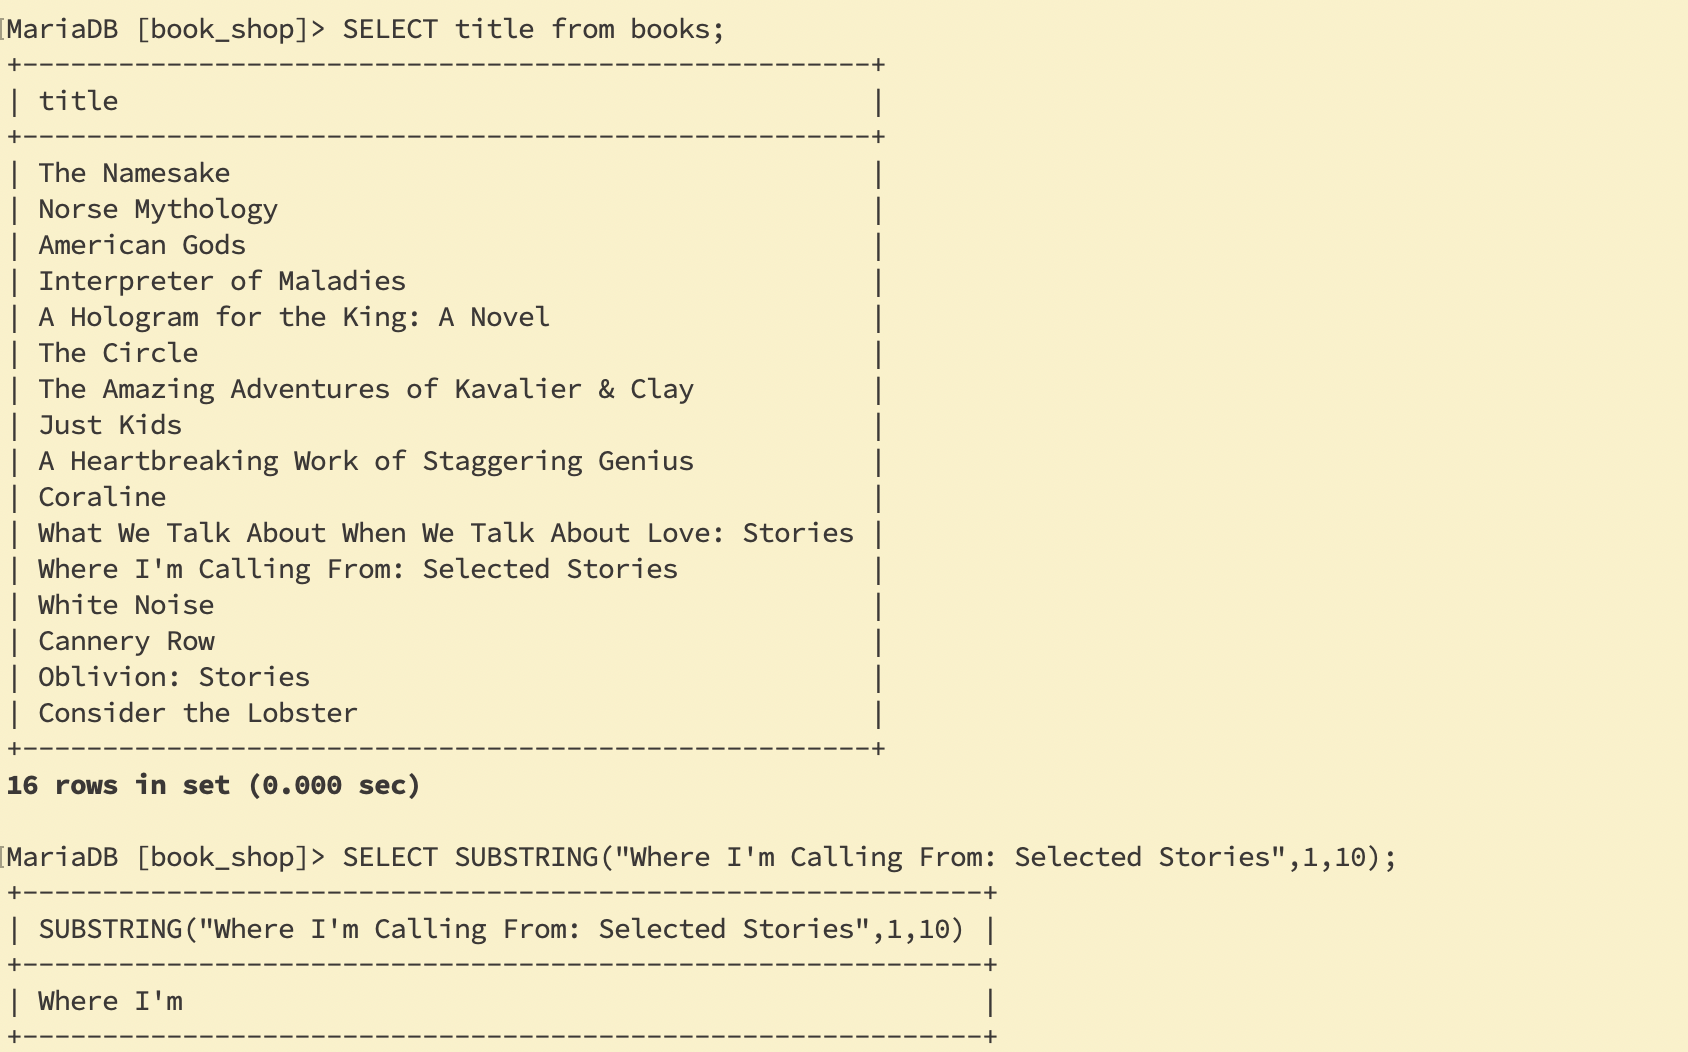 MariaDB [book_shop]> SELECT title from books;
+-----------------------------------------------------+
| title                                               |
+-----------------------------------------------------+
| The Namesake                                        |
| Norse Mythology                                     |
| American Gods                                       |
| Interpreter of Maladies                             |
| A Hologram for the King: A Novel                    |
| The Circle                                          |
| The Amazing Adventures of Kavalier & Clay           |
| Just Kids                                           |
| A Heartbreaking Work of Staggering Genius           |
| Coraline                                            |
| What We Talk About When We Talk About Love: Stories |
| Where I'm Calling From: Selected Stories            |
| White Noise                                         |
| Cannery Row                                         |
| Oblivion: Stories                                   |
| Consider the Lobster                                |
+-----------------------------------------------------+
16 rows in set (0.000 sec)

MariaDB [book_shop]> SELECT SUBSTRING("Where I'm Calling From: Selected Stories",1,10);
+------------------------------------------------------------+
| SUBSTRING("Where I'm Calling From: Selected Stories",1,10) |
+------------------------------------------------------------+
| Where I'm                                                  |
+------------------------------------------------------------+